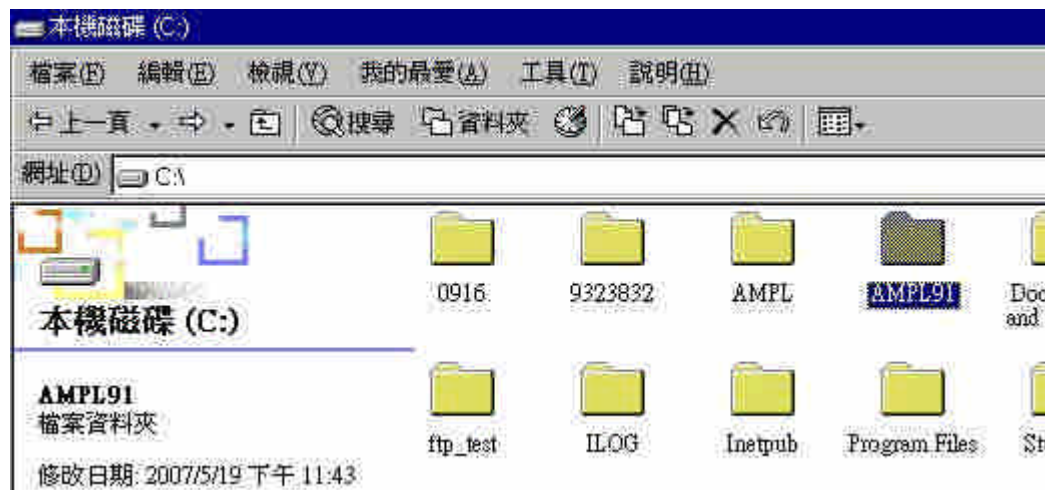 本機磁碟 (C:)
檔案(F) 編輯(E) 檢視(V) 我的最愛(A) 工具(T) 說明(H)
上一頁 搜尋 資料夾
網址(D) C:\
0916 9323832 AMPL AMPL91
本機磁碟 (C:)
AMPL91
檔案資料夾
ftp_test ILOG Inetpub Program Files
修改日期: 2007/5/19 下午 11:43